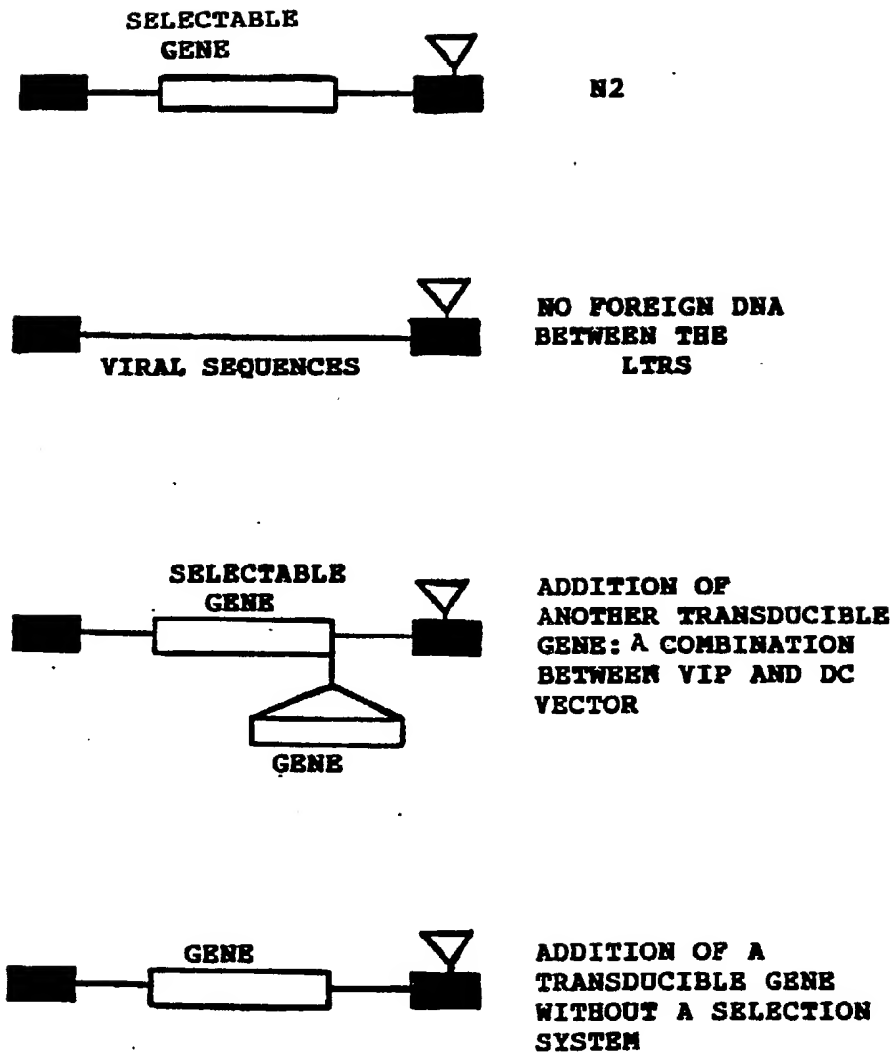 SELECTABLE
GENE
N2
NO FOREIGN DNA
BETWEEN THE
LTRS
VIRAL SEQUENCES
SELECTABLE
GENE
GENE
ADDITION OF
ANOTHER TRANSDUCIBLE
GENE: A COMBINATION
BETWEEN VIP AND DC
VECTOR
GENE
ADDITION OF A
TRANSDUCIBLE GENE
WITHOUT A SELECTION
SYSTEM